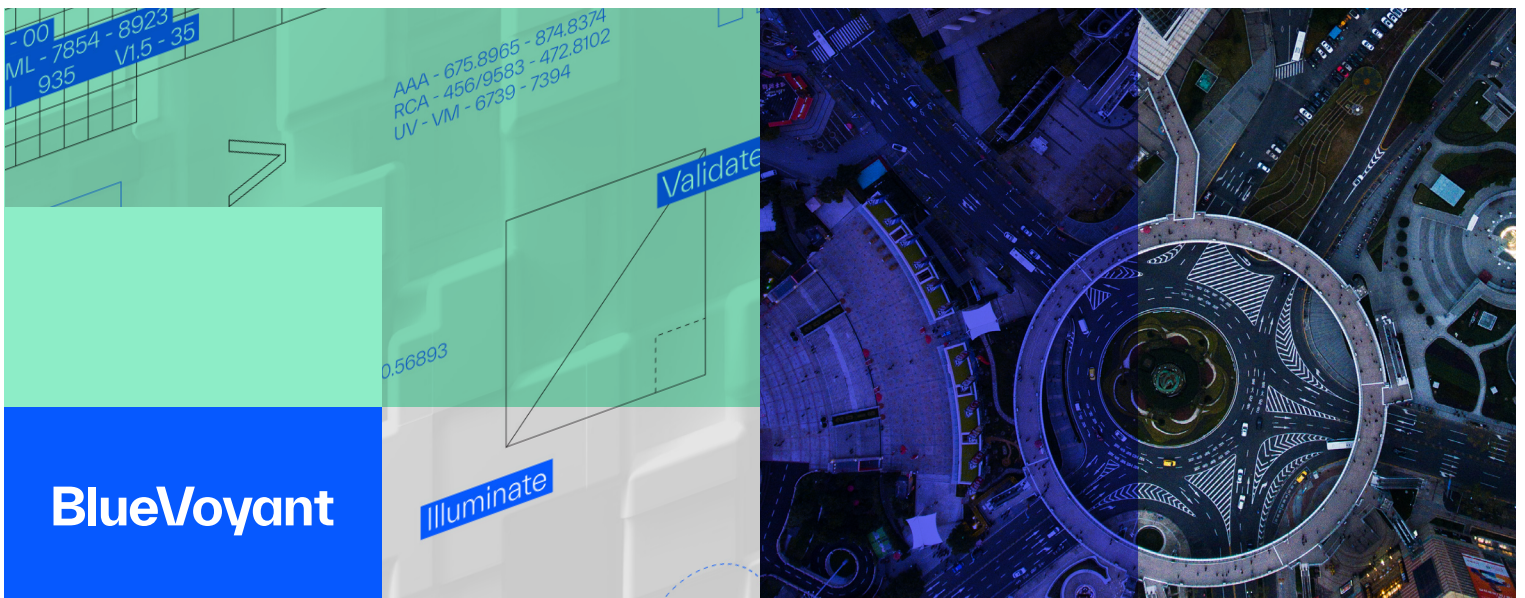 - 00
ML - 7854 - 8923
935 V1.5 - 35
AAA - 675.8965 - 874.8374
RCA - 456/9583 - 472.8102
UV - VM - 6739 - 7394
Validate
0.56893
Illuminate
BlueVoyant